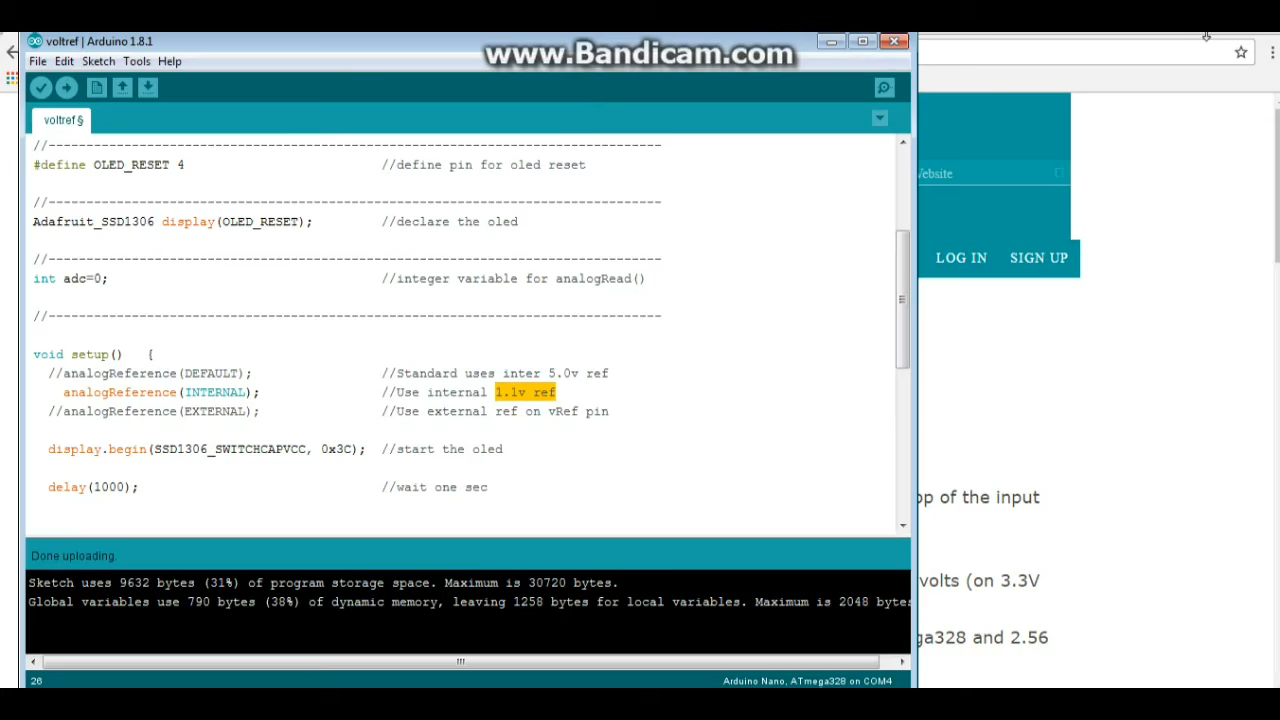 www.Bandicam.com
voltref | Arduino 1.8.1
File Edit Sketch Tools Help
voltref §
//-----------------------------------------------------------------------------------
#define OLED_RESET 4 //define pin for oled reset
//-----------------------------------------------------------------------------------
Adafruit_SSD1306 display(OLED_RESET); //declare the oled
//-----------------------------------------------------------------------------------
int adc=0; //integer variable for analogRead()
//-----------------------------------------------------------------------------------
void setup() {
//analogReference(DEFAULT); //Standard uses inter 5.0v ref
analogReference(INTERNAL); //Use internal 1.1v ref
//analogReference(EXTERNAL); //Use external ref on vRef pin
display.begin(SSD1306_SWITCHCAPVCC, 0x3C); //start the oled
delay(1000); //wait one sec
Done uploading.
Sketch uses 9632 bytes (31%) of program storage space. Maximum is 30720 bytes.
Global variables use 790 bytes (38%) of dynamic memory, leaving 1258 bytes for local variables. Maximum is 2048 bytes
26
Arduino Nano, ATmega328 on COM4
Website
LOG IN SIGN UP
op of the input
volts (on 3.3V
ga328 and 2.56